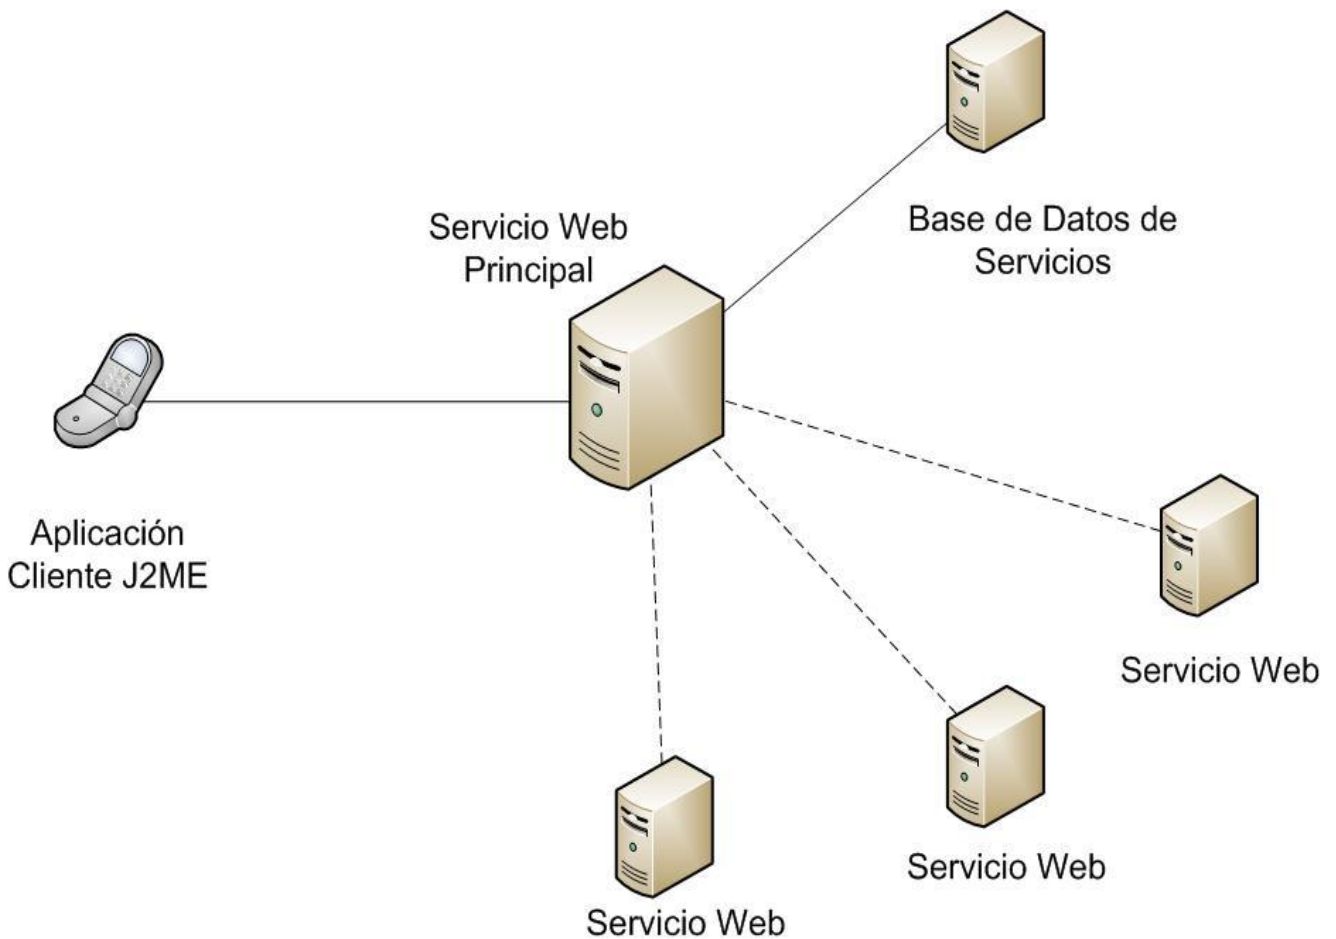 Base de Datos de
Servicios
Servicio Web
Principal
Aplicación
Cliente J2ME
Servicio Web
Servicio Web
Servicio Web